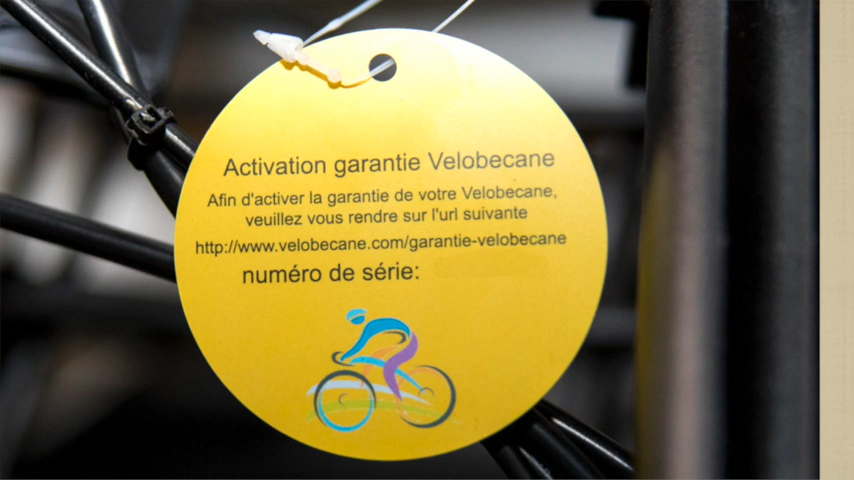 Activation garantie Velobecane
Afin d'activer la garantie de votre Velobecane,
veuillez vous rendre sur l'url suivante
http://www.velobecane.com/garantie-velobecane
numéro de série: